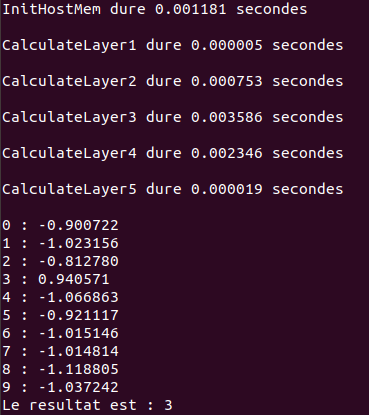 InitHostMem dure 0.001181 secondes
CalculateLayer1 dure 0.000005 secondes
CalculateLayer2 dure 0.000753 secondes
CalculateLayer3 dure 0.003586 secondes
CalculateLayer4 dure 0.002346 secondes
CalculateLayer5 dure 0.000019 secondes
0 : -0.900722
1 : -1.023156
2 : -0.812780
3 : 0.940571
4 : -1.066863
5 : -0.921117
6 : -1.015146
7 : -1.014814
8 : -1.118805
9 : -1.037242
Le resultat est : 3